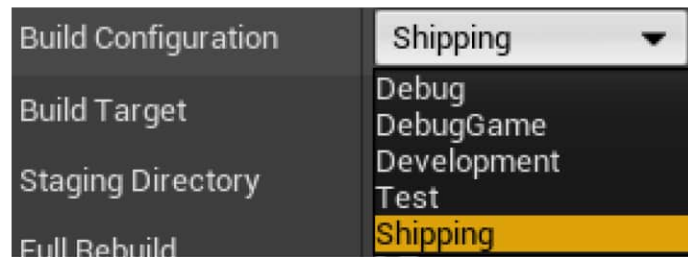 Build Configuration
Shipping
Build Target
Debug
DebugGame
Development
Staging Directory
Test
Shipping
Full Rebuild